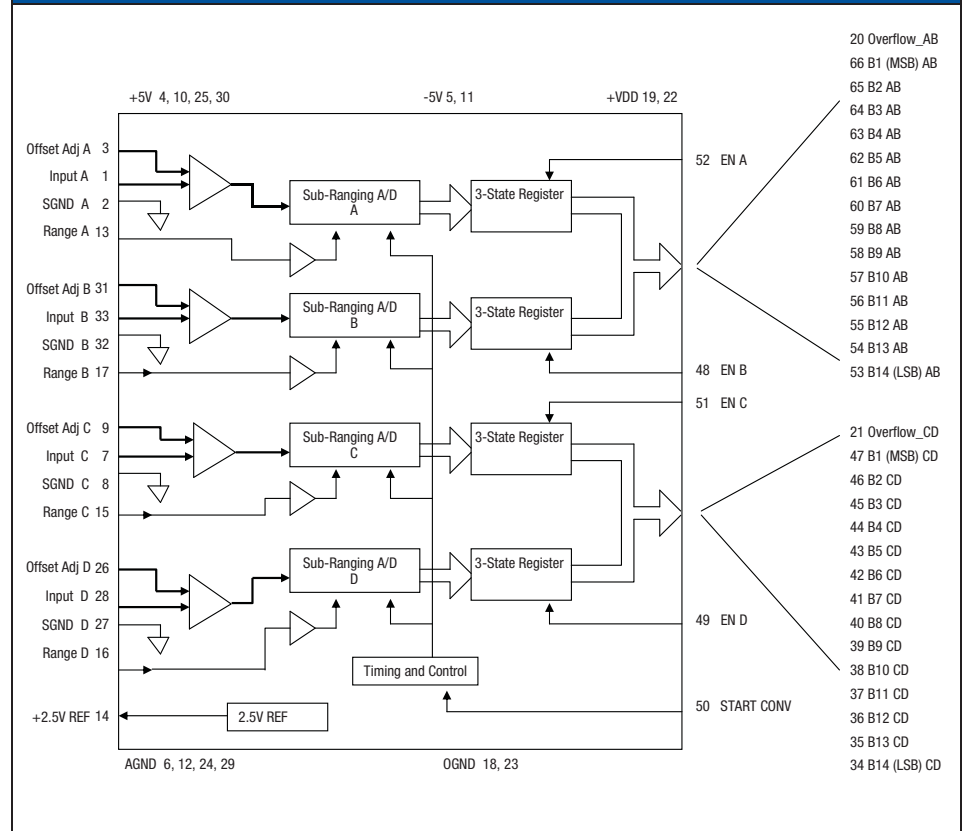 +5V 4, 10, 25, 30
-5V 5, 11
+VDD 19, 22
Offset Adj A 3
Input A 1
SGND A 2
Range A 13
Offset Adj B 31
Input B 33
SGND B 32
Range B 17
Offset Adj C 9
Input C 7
SGND C 8
Range C 15
Offset Adj D 26
Input D 28
SGND D 27
Range D 16
+2.5V REF 14
Sub-Ranging A/D
A
3-State Register
Sub-Ranging A/D
B
3-State Register
Sub-Ranging A/D
C
3-State Register
Sub-Ranging A/D
D
3-State Register
Timing and Control
2.5V REF
AGND 6, 12, 24, 29
OGND 18, 23
52 EN A
48 EN B
51 EN C
49 EN D
50 START CONV
20 Overflow_AB
66 B1 (MSB) AB
65 B2 AB
64 B3 AB
63 B4 AB
62 B5 AB
61 B6 AB
60 B7 AB
59 B8 AB
58 B9 AB
57 B10 AB
56 B11 AB
55 B12 AB
54 B13 AB
53 B14 (LSB) AB
21 Overflow_CD
47 B1 (MSB) CD
46 B2 CD
45 B3 CD
44 B4 CD
43 B5 CD
42 B6 CD
41 B7 CD
40 B8 CD
39 B9 CD
38 B10 CD
37 B11 CD
36 B12 CD
35 B13 CD
34 B14 (LSB) CD